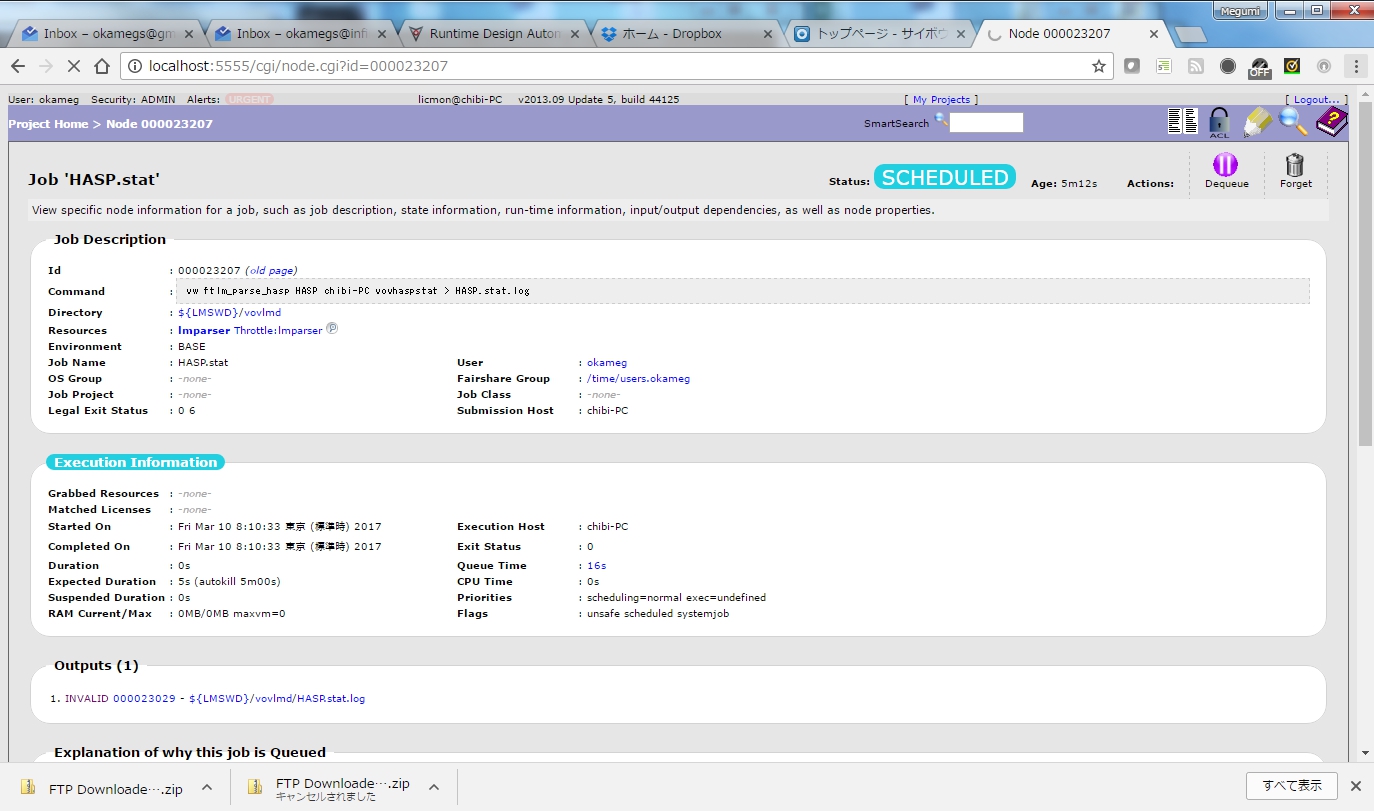 Megumi
Inbox – okamegs@gm
Inbox – okamegs@infi
Runtime Design Auton
ホーム - Dropbox
トップページ - サイボウ
Node 000023207
localhost:5555/cgi/node.cgi?id=000023207
OFF
User: okameg Security: ADMIN Alerts: URGENT licmon@chibi-PC v2013.09 Update 5, build 44125 [ My Projects ] [ Logout... ]
Project Home > Node 000023207 SmartSearch ACL
Job 'HASP.stat' Status: SCHEDULED Age: 5m12s Actions: Dequeue Forget
View specific node information for a job, such as job description, state information, run-time information, input/output dependencies, as well as node properties.
Job Description
Id : 000023207 (old page)
Command : vw ftlm_parse_hasp HASP chibi-PC vovhaspstat > HASP.stat.log
Directory : ${LMSWD}/vovlmd
Resources : lmparser Throttle:lmparser P
Environment : BASE
Job Name : HASP.stat User : okameg
OS Group : -none- Fairshare Group : /time/users.okameg
Job Project : -none- Job Class : -none-
Legal Exit Status : 0 6 Submission Host : chibi-PC
Execution Information
Grabbed Resources : -none-
Matched Licenses : -none-
Started On : Fri Mar 10 8:10:33 東京 (標準時) 2017 Execution Host : chibi-PC
Completed On : Fri Mar 10 8:10:33 東京 (標準時) 2017 Exit Status : 0
Duration : 0s Queue Time : 16s
Expected Duration : 5s (autokill 5m00s) CPU Time : 0s
Suspended Duration : 0s Priorities : scheduling=normal exec=undefined
RAM Current/Max : 0MB/0MB maxvm=0 Flags : unsafe scheduled systemjob
Outputs (1)
1. INVALID 000023029 - ${LMSWD}/vovlmd/HASP.stat.log
Explanation of why this job is Queued
FTP Downloade….zip
FTP Downloade….zip
キャンセルされました
すべて表示